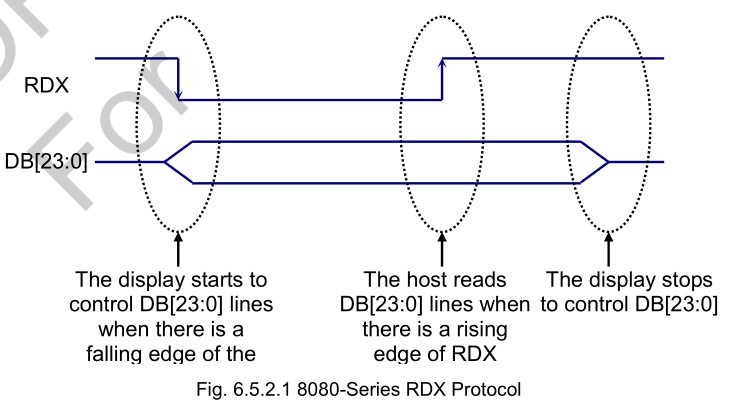 For
RDX
DB[23:0]
The display starts to
control DB[23:0] lines
when there is a
falling edge of the
The host reads
DB[23:0] lines when
there is a rising
edge of RDX
The display stops
to control DB[23:0]
Fig. 6.5.2.1 8080-Series RDX Protocol